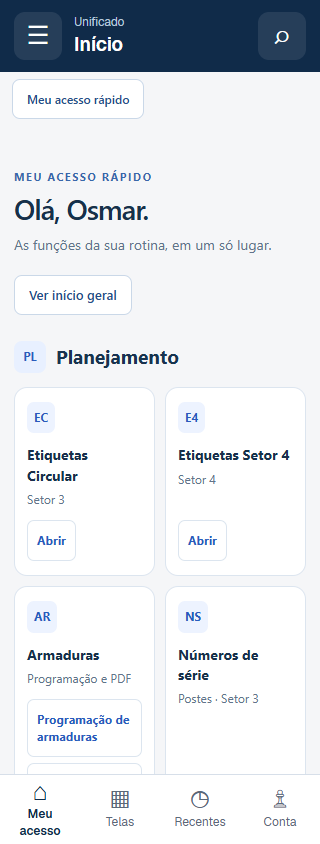 Unificado
Início
Meu acesso rápido
MEU ACESSO RÁPIDO
Olá, Osmar.
As funções da sua rotina, em um só lugar.
Ver início geral
PL
Planejamento
EC
Etiquetas
Circular
Setor 3
Abrir
E4
Etiquetas Setor 4
Setor 4
Abrir
AR
Armaduras
Programação e PDF
Programação de
armaduras
NS
Números de
série
Postes · Setor 3
Meu
acesso
Telas
Recentes
Conta